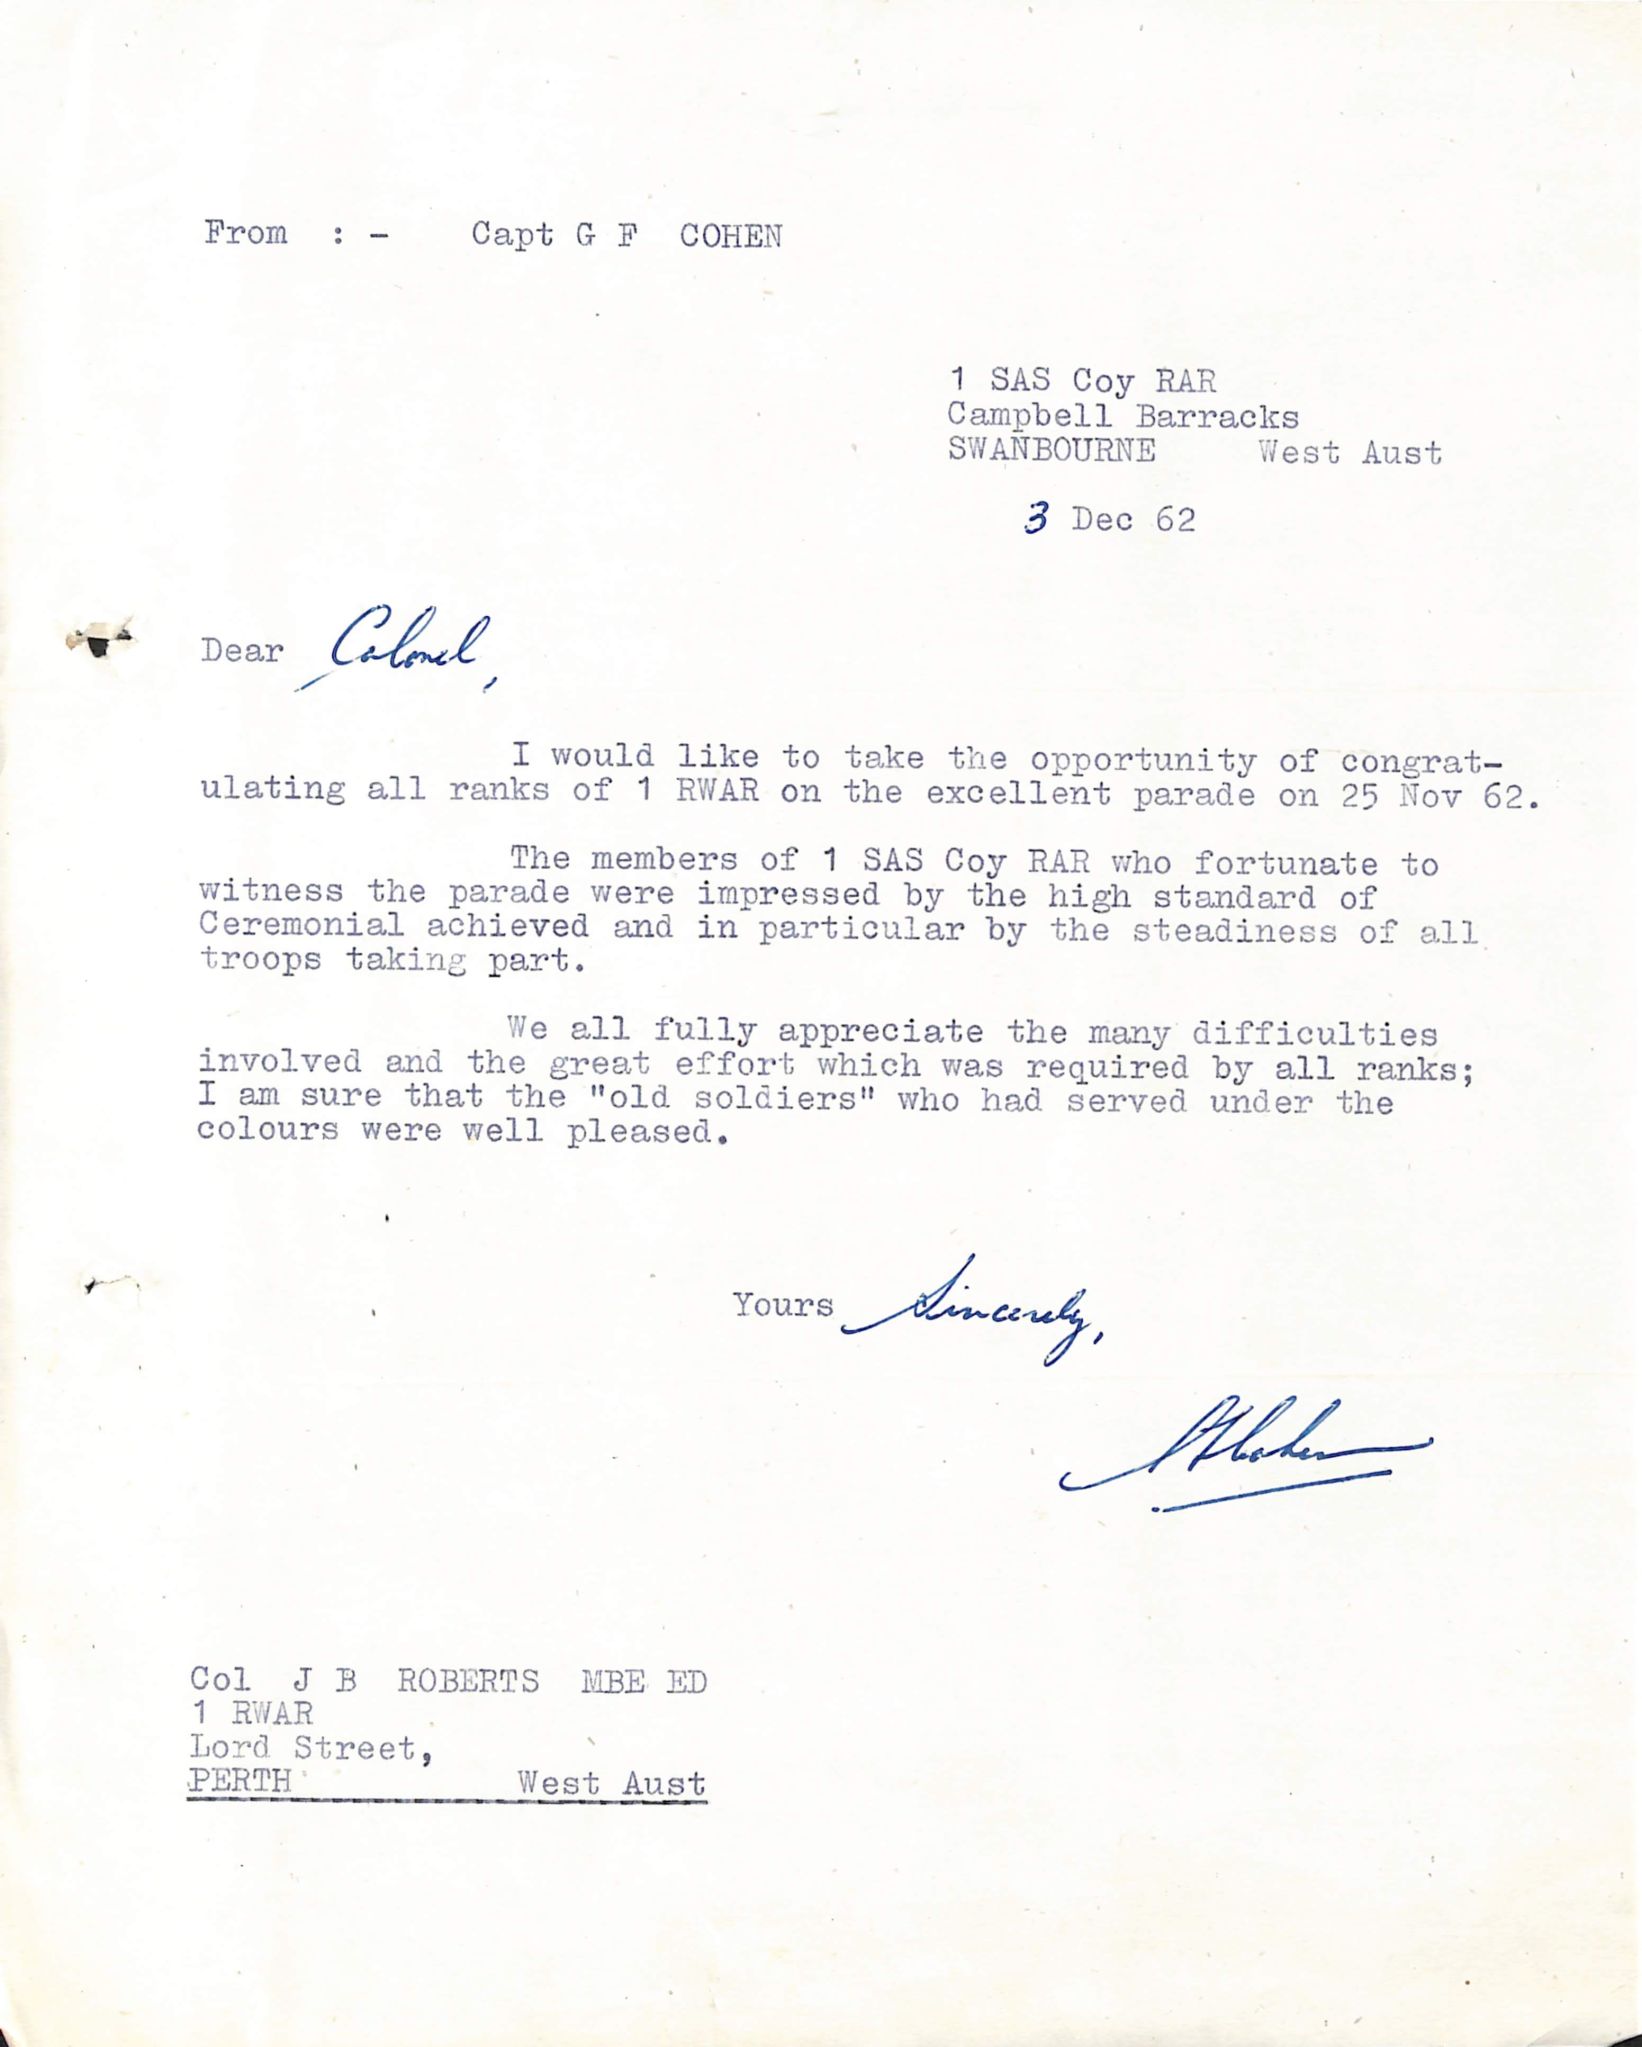 From : - Capt G F COHEN
1 SAS Coy RAR
Campbell Barracks
SWANBOURNE West Aust
3 Dec 62
Dear Colonel,
I would like to take the opportunity of congrat-
ulating all ranks of 1 RWAR on the excellent parade on 25 Nov 62.
The members of 1 SAS Coy RAR who fortunate to
witness the parade were impressed by the high standard of
Ceremonial achieved and in particular by the steadiness of all
troops taking part.
We all fully appreciate the many difficulties
involved and the great effort which was required by all ranks;
I am sure that the "old soldiers" who had served under the
colours were well pleased.
Yours Sincerely,
GFCohen
Col J B ROBERTS MBE ED
1 RWAR
Lord Street,
PERTH West Aust